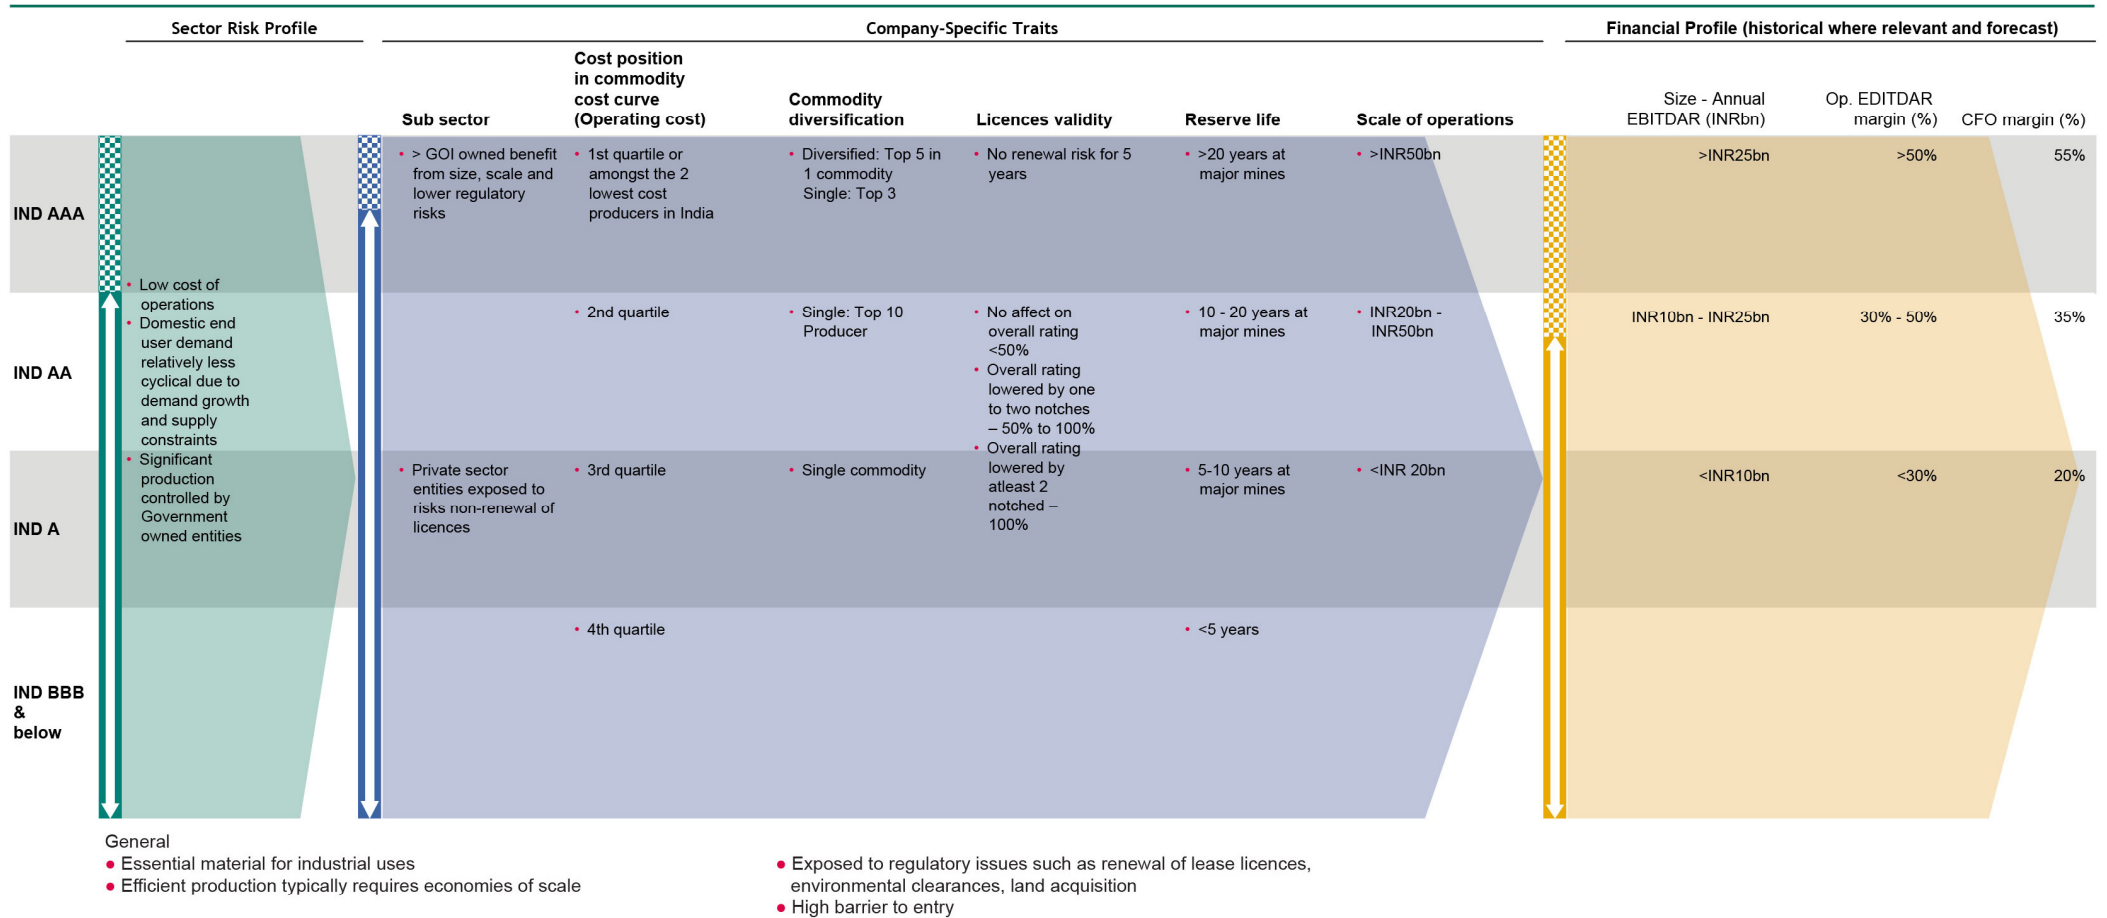 Sector Risk Profile
Company-Specific Traits
Financial Profile (historical where relevant and forecast)
Sub sector
Cost position
in commodity
cost curve
(Operating cost)
Commodity
diversification
Licences validity
Reserve life
Scale of operations
Size - Annual
EBITDAR (INRbn)
Op. EDITDAR
margin (%)
CFO margin (%)
IND AAA
• > GOI owned benefit
from size, scale and
lower regulatory
risks
• 1st quartile or
amongst the 2
lowest cost
producers in India
• Diversified: Top 5 in
1 commodity
Single: Top 3
• No renewal risk for 5
years
• >20 years at
major mines
• >INR50bn
>INR25bn
>50%
55%
• Low cost of
operations
• Domestic end
user demand
relatively less
cyclical due to
demand growth
and supply
constraints
• Significant
production
controlled by
Government
owned entities
IND AA
• 2nd quartile
• Single: Top 10
Producer
• No affect on
overall rating
<50%
• Overall rating
lowered by one
to two notches
– 50% to 100%
• Overall rating
lowered by
atleast 2
notched –
100%
• 10 - 20 years at
major mines
• INR20bn -
INR50bn
INR10bn - INR25bn
30% - 50%
35%
IND A
• Private sector
entities exposed to
risks non-renewal of
licences
• 3rd quartile
• Single commodity
• 5-10 years at
major mines
• <INR 20bn
<INR10bn
<30%
20%
IND BBB
&
below
• 4th quartile
• <5 years
General
• Essential material for industrial uses
• Efficient production typically requires economies of scale
• Exposed to regulatory issues such as renewal of lease licences,
environmental clearances, land acquisition
• High barrier to entry